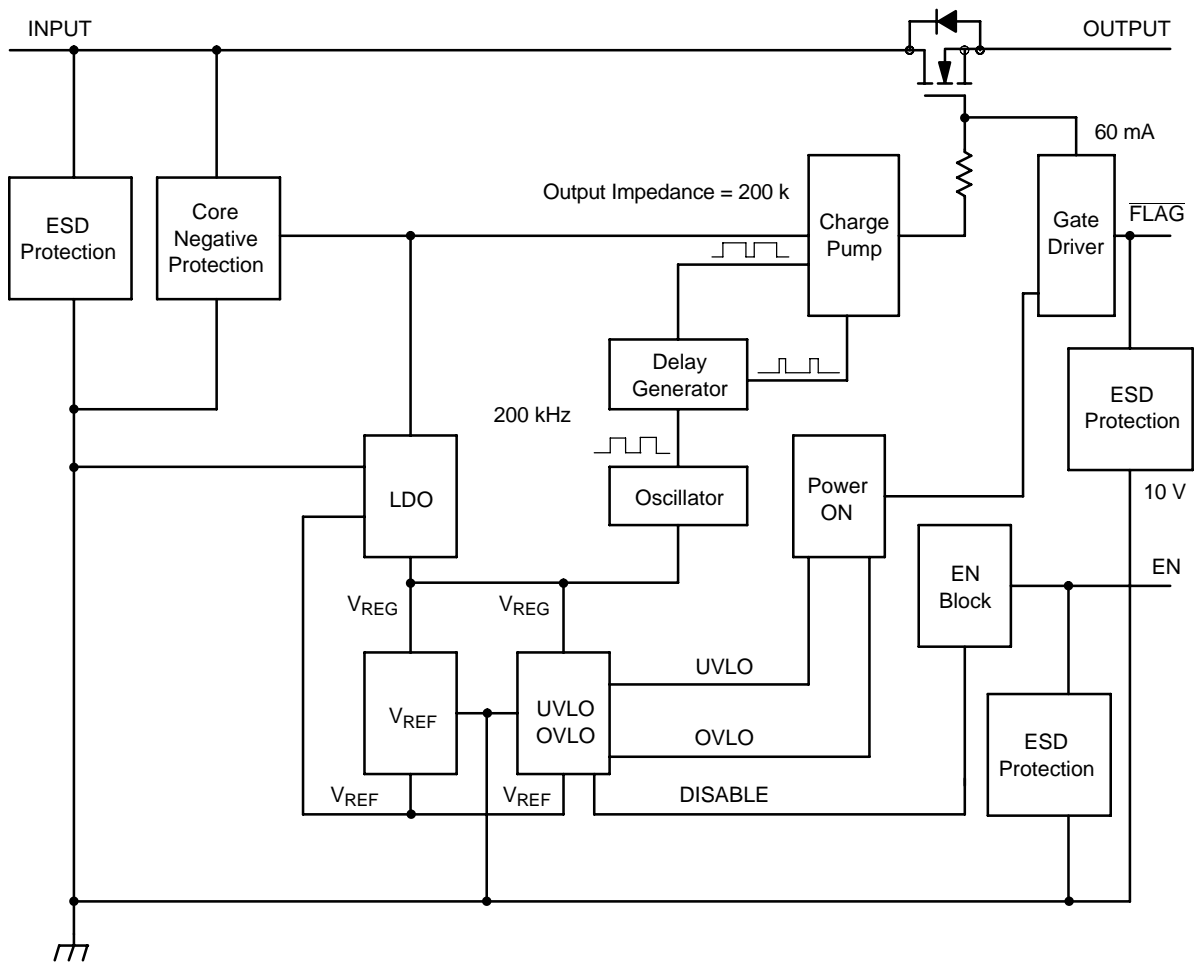 INPUT
OUTPUT
60 mA
ESD
Protection
Core
Negative
Protection
Output Impedance = 200 k
Charge
Pump
Gate
Driver
FLAG
Delay
Generator
ESD
Protection
200 kHz
LDO
Oscillator
Power
ON
10 V
EN
Block
EN
VREG
VREG
VREF
UVLO
OVLO
UVLO
OVLO
ESD
Protection
VREF
VREF
DISABLE